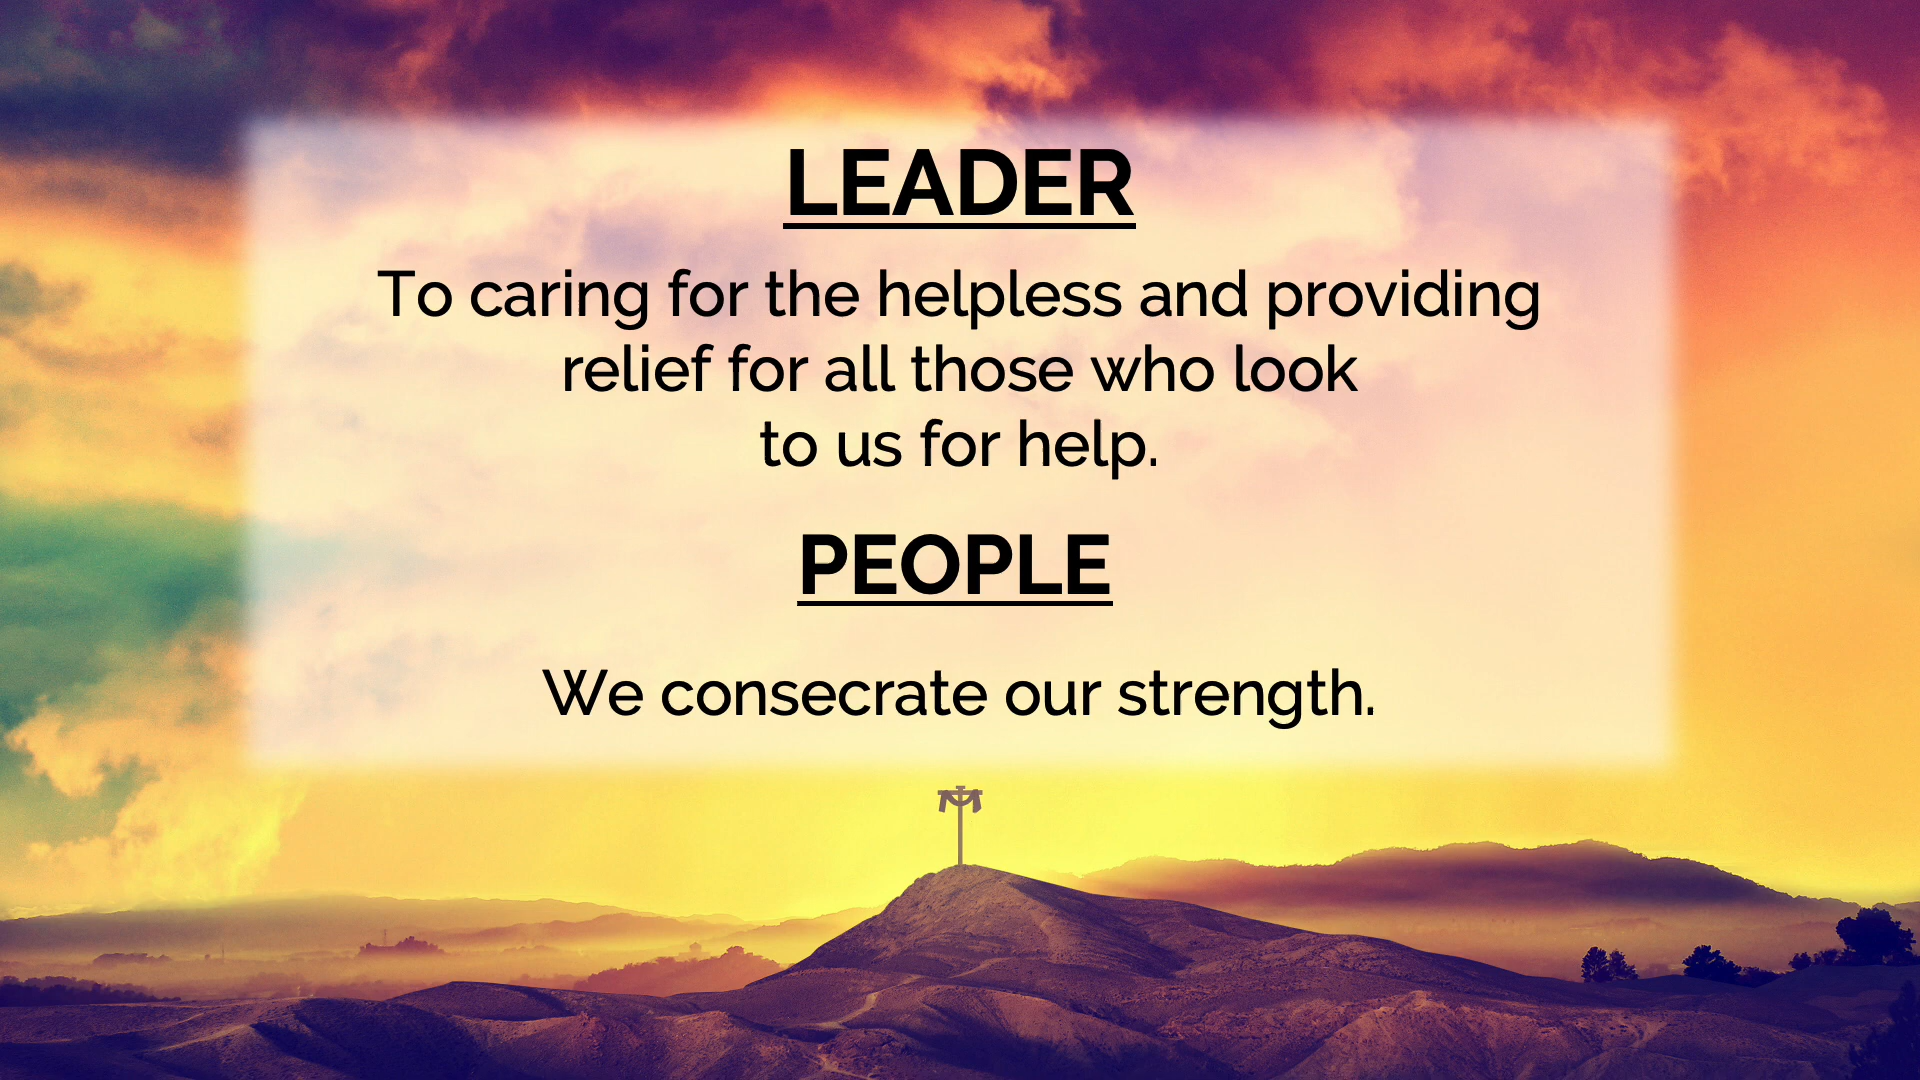 LEADER
To caring for the helpless and providing
relief for all those who look
to us for help.
PEOPLE
We consecrate our strength.